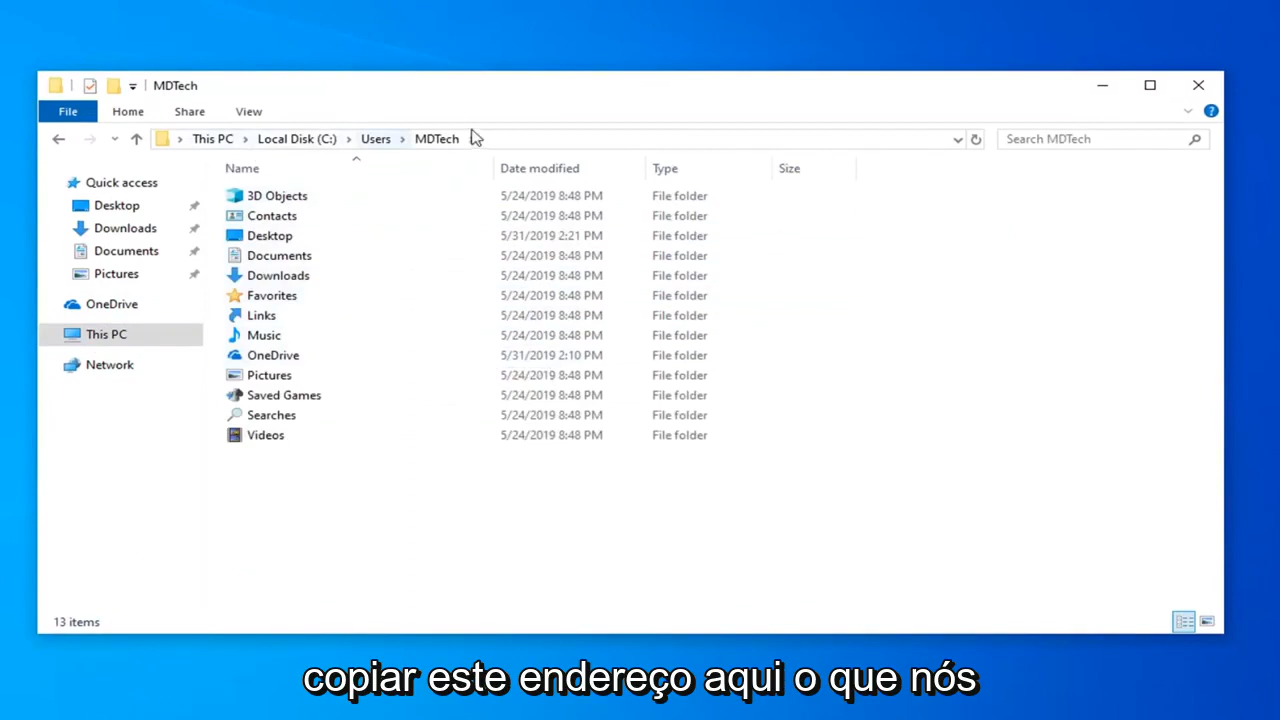 MDTech
File Home Share View
This PC Local Disk (C:) Users MDTech Search MDTech
Name Date modified Type Size
Quick access
Desktop
Downloads
Documents
Pictures
OneDrive
This PC
Network
3D Objects 5/24/2019 8:48 PM File folder
Contacts 5/24/2019 8:48 PM File folder
Desktop 5/31/2019 2:21 PM File folder
Documents 5/24/2019 8:48 PM File folder
Downloads 5/24/2019 8:48 PM File folder
Favorites 5/24/2019 8:48 PM File folder
Links 5/24/2019 8:48 PM File folder
Music 5/24/2019 8:48 PM File folder
OneDrive 5/31/2019 2:10 PM File folder
Pictures 5/24/2019 8:48 PM File folder
Saved Games 5/24/2019 8:48 PM File folder
Searches 5/24/2019 8:48 PM File folder
Videos 5/24/2019 8:48 PM File folder
13 items
copiar este endereço aqui o que nós